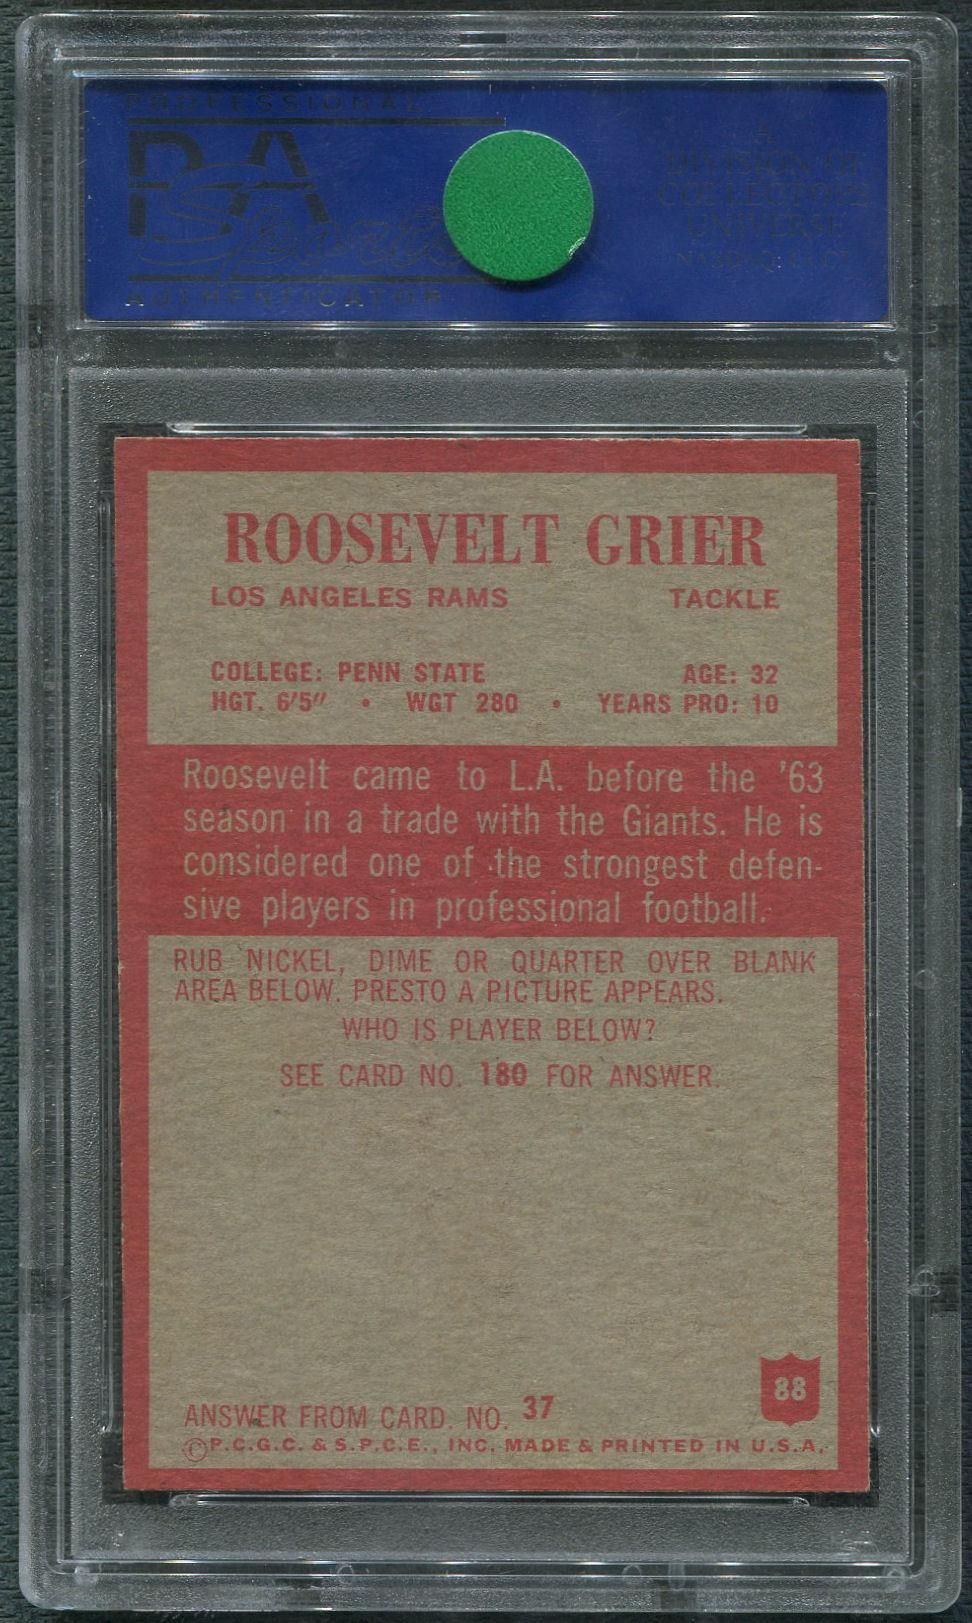 PROFESSIONAL
PSA
Sports
AUTHENTICATOR
A
DIVISION OF
COLLECTORS
UNIVERSE
NASDAQ: CLCT
ROOSEVELT GRIER
LOS ANGELES RAMS TACKLE
COLLEGE: PENN STATE AGE: 32
HGT. 6'5" • WGT 280 • YEARS PRO: 10
Roosevelt came to L.A. before the '63
season in a trade with the Giants. He is
considered one of the strongest defen-
sive players in professional football.
RUB NICKEL, DIME OR QUARTER OVER BLANK
AREA BELOW. PRESTO A PICTURE APPEARS.
WHO IS PLAYER BELOW?
SEE CARD NO. 180 FOR ANSWER.
88
ANSWER FROM CARD. NO. 37
©P.C.G.C. & S.P.C.E., INC. MADE & PRINTED IN U.S.A.